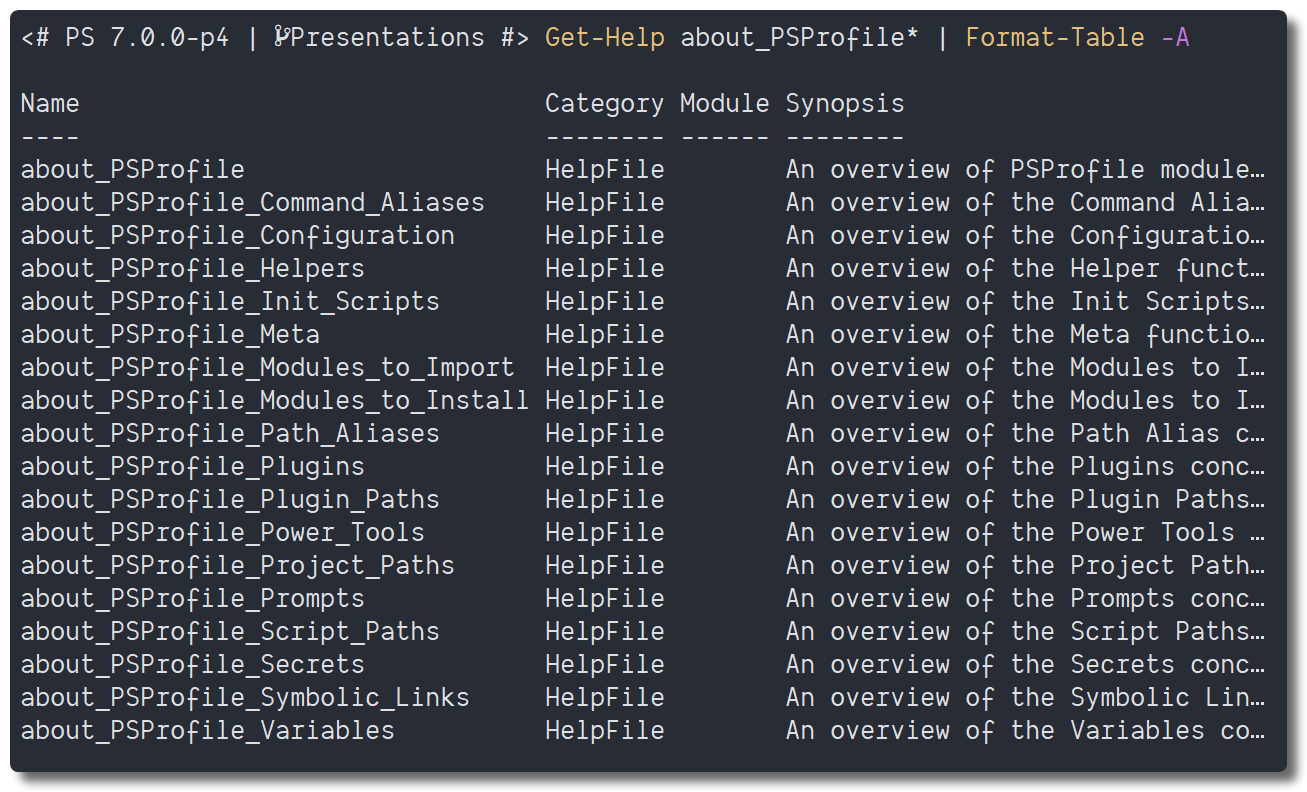 <# PS 7.0.0-p4 | Presentations #> Get-Help about_PSProfile* | Format-Table -A
Name Category Module Synopsis
---- -------- ------ --------
about_PSProfile HelpFile An overview of PSProfile module…
about_PSProfile_Command_Aliases HelpFile An overview of the Command Alia…
about_PSProfile_Configuration HelpFile An overview of the Configuratio…
about_PSProfile_Helpers HelpFile An overview of the Helper funct…
about_PSProfile_Init_Scripts HelpFile An overview of the Init Scripts…
about_PSProfile_Meta HelpFile An overview of the Meta functio…
about_PSProfile_Modules_to_Import HelpFile An overview of the Modules to I…
about_PSProfile_Modules_to_Install HelpFile An overview of the Modules to I…
about_PSProfile_Path_Aliases HelpFile An overview of the Path Alias c…
about_PSProfile_Plugins HelpFile An overview of the Plugins conc…
about_PSProfile_Plugin_Paths HelpFile An overview of the Plugin Paths…
about_PSProfile_Power_Tools HelpFile An overview of the Power Tools …
about_PSProfile_Project_Paths HelpFile An overview of the Project Path…
about_PSProfile_Prompts HelpFile An overview of the Prompts conc…
about_PSProfile_Script_Paths HelpFile An overview of the Script Paths…
about_PSProfile_Secrets HelpFile An overview of the Secrets conc…
about_PSProfile_Symbolic_Links HelpFile An overview of the Symbolic Lin…
about_PSProfile_Variables HelpFile An overview of the Variables co…